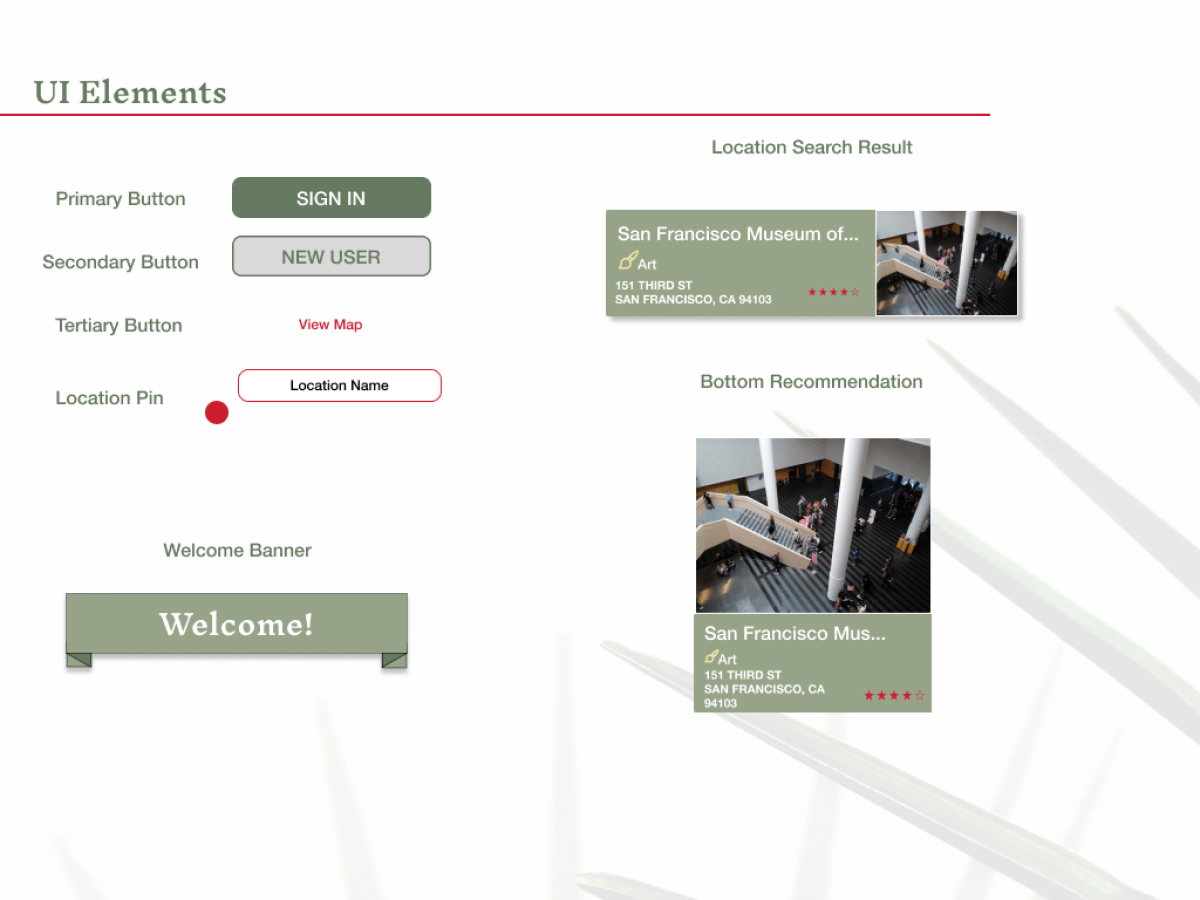 UI Elements
Primary Button
SIGN IN
Secondary Button
NEW USER
Tertiary Button
View Map
Location Pin
Location Name
Welcome Banner
Welcome!
Location Search Result
San Francisco Museum of...
Art
151 THIRD ST
SAN FRANCISCO, CA 94103
★★★★☆
Bottom Recommendation
San Francisco Mus...
Art
151 THIRD ST
SAN FRANCISCO, CA
94103
★★★★☆